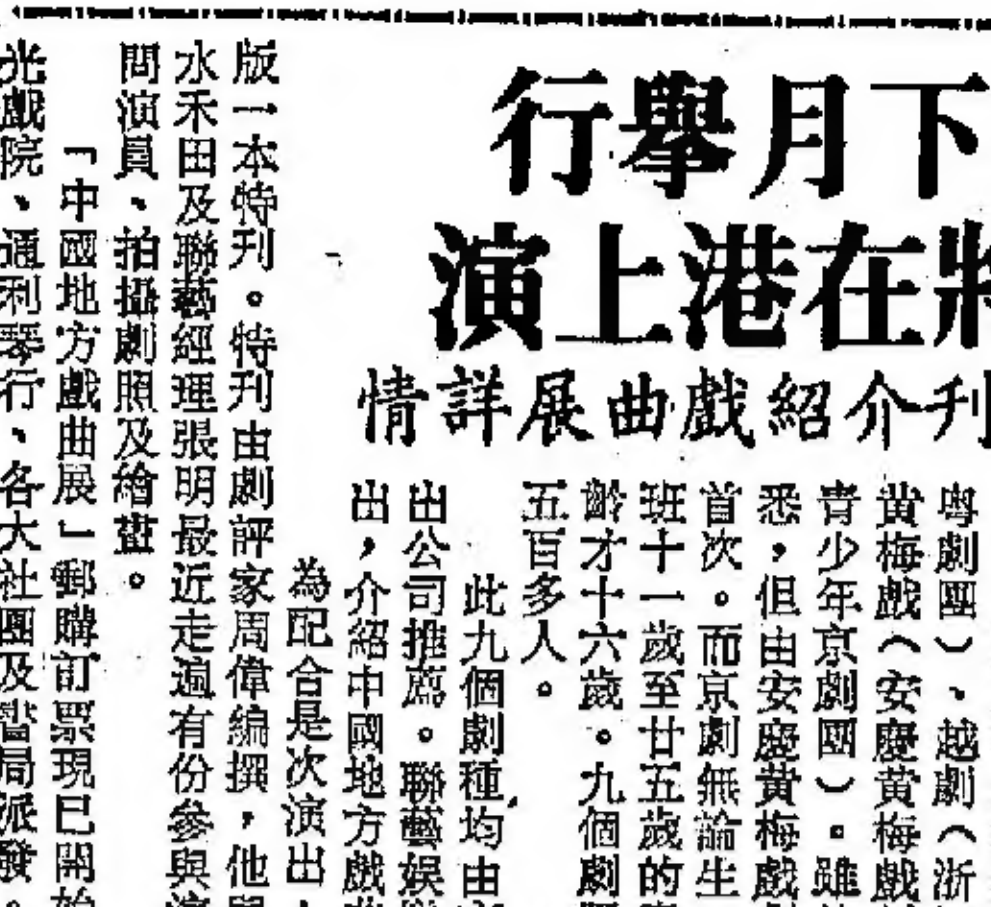 下月舉行
將在港上演
刊介紹戲曲展詳情
粵劇團）、越劇（浙
黃梅戲（安慶黃梅戲
青少年京劇團）。雖
悉，但由安慶黃梅戲
首次。而京劇無論生
班十一歲至廿五歲的
齡才十六歲。九個劇
五百多人。
此九個劇種均由
出公司推薦。聯藝娛
出，介紹中國地方戲
為配合是次演出，
版一本特刊。特刊由劇評家周偉編撰，他
水禾田及聯藝經理張明最近走遍有份參與
問演員、拍攝劇照及繪畫。
「中國地方戲曲展」郵購訂票現已開始
光戲院、通利琴行、各大社團及書局派發。